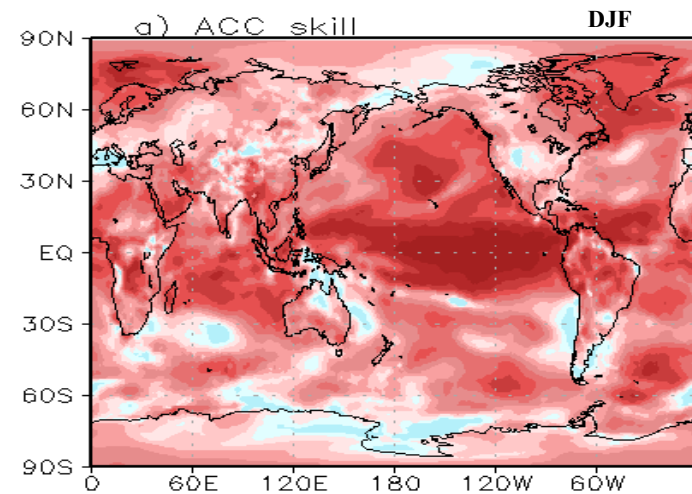 a) ACC skill
DJF
90N
60N
30N
EQ
30S
60S
90S
0 60E 120E 180 120W 60W